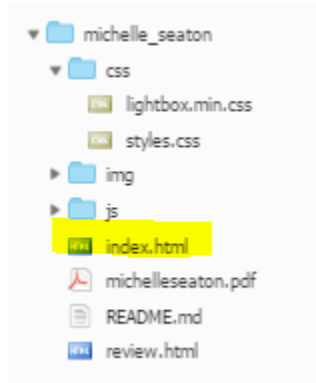 michelle_seaton
css
lightbox.min.css
styles.css
img
js
index.html
michelleseaton.pdf
README.md
review.html